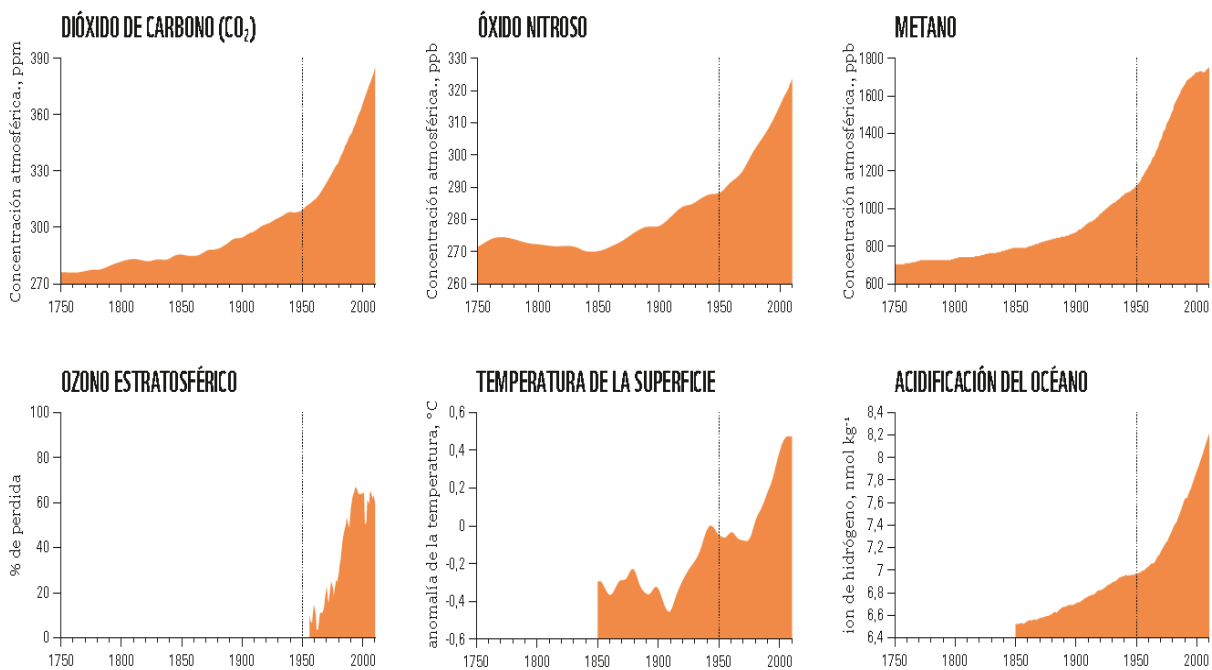 DIÓXIDO DE CARBONO (CO₂)
Concentración atmosférica., ppm
390
360
330
300
270
1750 1800 1850 1900 1950 2000
ÓXIDO NITROSO
Concentración atmosférica., ppb
330
320
310
300
290
280
270
260
1750 1800 1850 1900 1950 2000
METANO
Concentración atmosférica., ppb
1800
1600
1400
1200
1000
800
600
1750 1800 1850 1900 1950 2000
OZONO ESTRATOSFÉRICO
% de perdida
100
80
60
40
20
0
1750 1800 1850 1900 1950 2000
TEMPERATURA DE LA SUPERFICIE
anomalía de la temperatura, °C
0,6
0,4
0,2
0
-0,2
-0,4
-0,6
1750 1800 1850 1900 1950 2000
ACIDIFICACIÓN DEL OCÉANO
ion de hidrógeno, nmol kg⁻¹
8,4
8,2
8
7,8
7,6
7,4
7,2
7
6,8
6,6
6,4
1750 1800 1850 1900 1950 2000